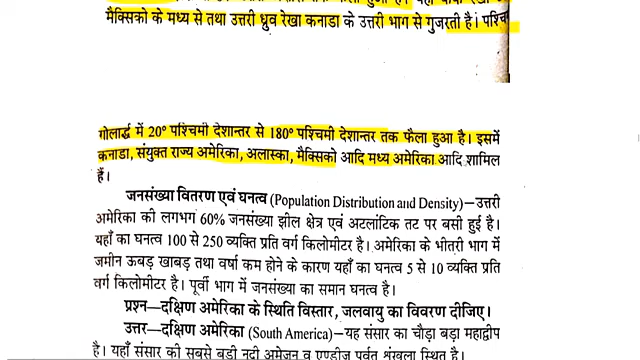 मैक्सिको के मध्य से तथा उत्तरी ध्रुव रेखा कनाडा के उत्तरी भाग से गुजरती है।
गोलार्द्ध में 20° पश्चिमी देशान्तर से 180° पश्चिमी देशान्तर तक फैला हुआ है। इसमें
कनाडा, संयुक्त राज्य अमेरिका, अलास्का, मैक्सिको आदि मध्य अमेरिका आदि शामिल
हैं।
जनसंख्या वितरण एवं घनत्व (Population Distribution and Density)–उत्तरी
अमेरिका की लगभग 60% जनसंख्या झील क्षेत्र एवं अटलांटिक तट पर बसी हुई है।
यहाँ का घनत्व 100 से 250 व्यक्ति प्रति वर्ग किलोमीटर है। अमेरिका के भीतरी भाग में
जमीन ऊबड़ खाबड़ तथा वर्षा कम होने के कारण यहाँ का घनत्व 5 से 10 व्यक्ति प्रति
वर्ग किलोमीटर है। पूर्वी भाग में जनसंख्या का समान घनत्व है।
प्रश्न—दक्षिण अमेरिका के स्थिति विस्तार, जलवायु का विवरण दीजिए।
उत्तर—दक्षिण अमेरिका (South America)—यह संसार का चौड़ा बड़ा महाद्वीप
है। यहाँ संसार की सबसे बड़ी नदी अमेजन व एण्डीज पर्वत श्रृंखला स्थित है।